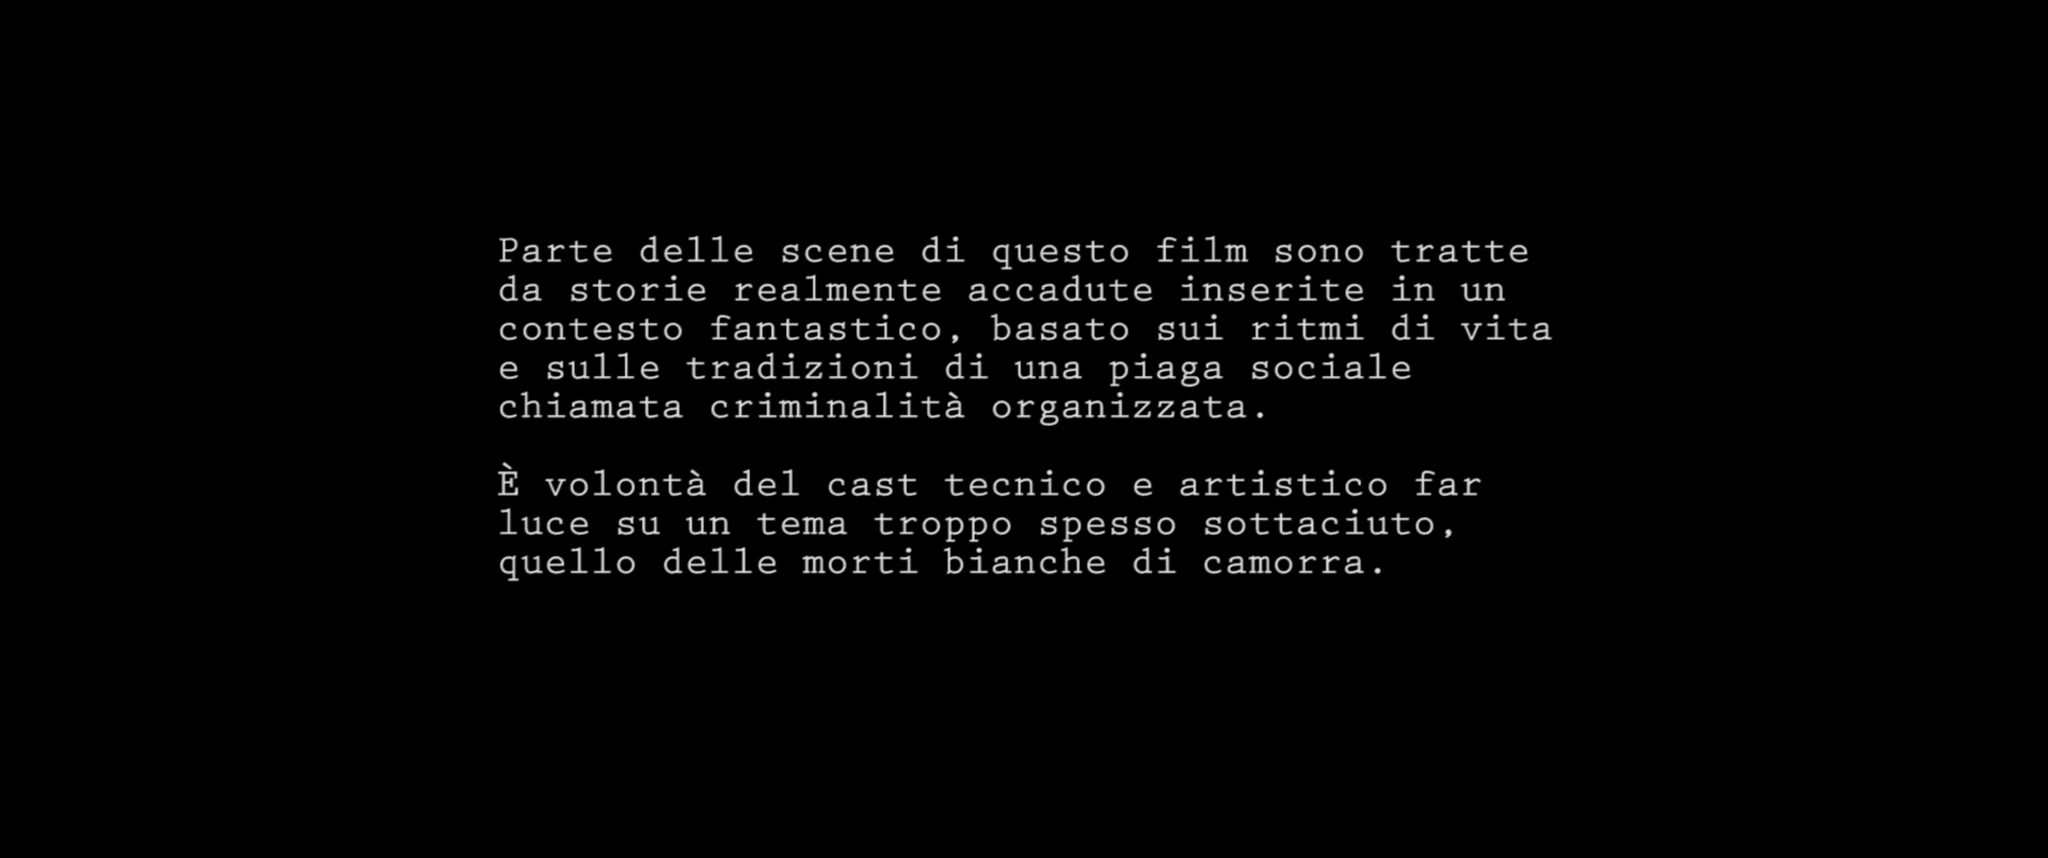 Parte delle scene di questo film sono tratte
da storie realmente accadute inserite in un
contesto fantastico, basato sui ritmi di vita
e sulle tradizioni di una piaga sociale
chiamata criminalità organizzata.
È volontà del cast tecnico e artistico far
luce su un tema troppo spesso sottaciuto,
quello delle morti bianche di camorra.